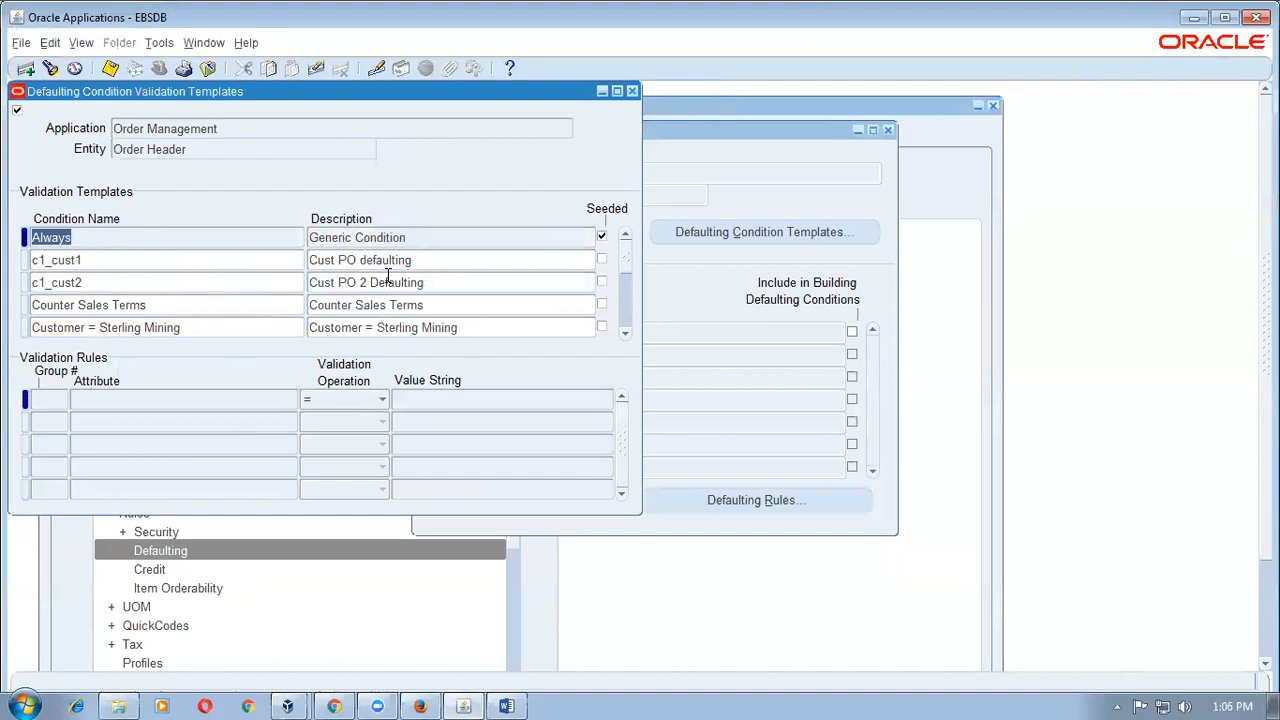 Oracle Applications - EBSDB
File Edit View Folder Tools Window Help
ORACLE
Defaulting Condition Validation Templates
Application Order Management
Entity Order Header
Validation Templates
Condition Name Description Seeded
Always Generic Condition
c1_cust1 Cust PO defaulting
c1_cust2 Cust PO 2 Defaulting
Counter Sales Terms Counter Sales Terms
Customer = Sterling Mining Customer = Sterling Mining
Validation Rules
Group # Attribute Validation Operation Value String
=
Defaulting Condition Templates...
Include in Building
Defaulting Conditions
Defaulting Rules...
+ Security
Defaulting
Credit
Item Orderability
+ UOM
+ QuickCodes
+ Tax
Profiles
1:06 PM